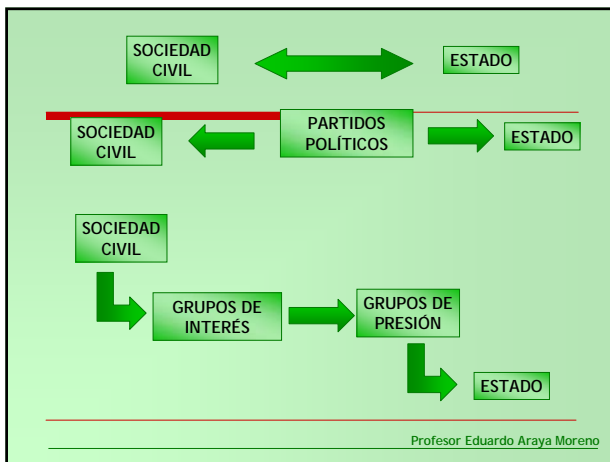 SOCIEDAD
CIVIL
ESTADO
SOCIEDAD
CIVIL
PARTIDOS
POLÍTICOS
ESTADO
SOCIEDAD
CIVIL
GRUPOS DE
INTERÉS
GRUPOS DE
PRESIÓN
ESTADO
Profesor Eduardo Araya Moreno